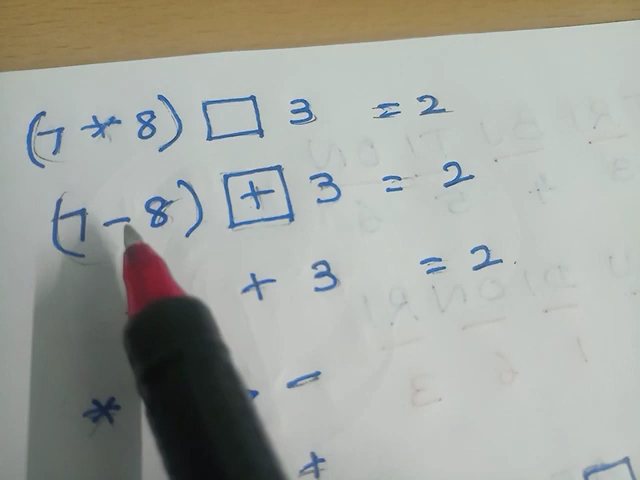 (7 * 8) □ 3 = 2
(7 - 8) + 3 = 2
+ 3 = 2
* -
+